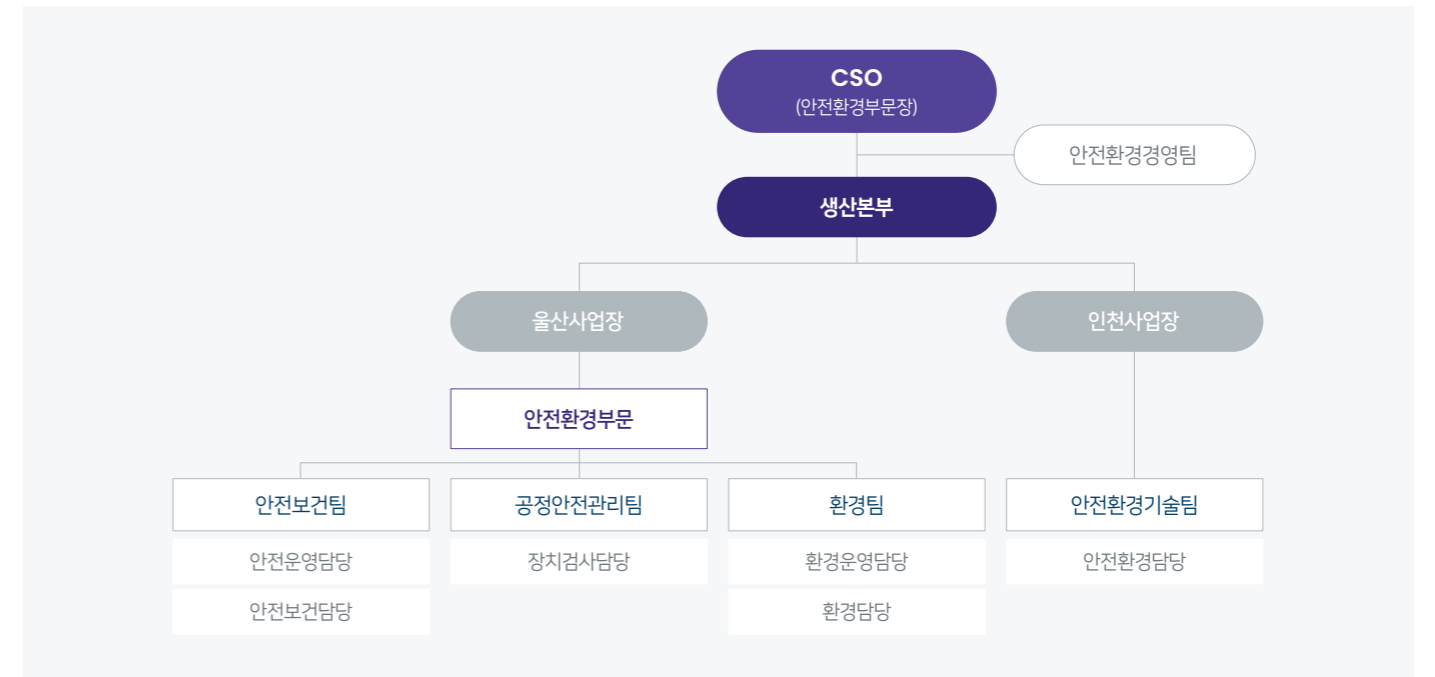 CSO
(안전환경부문장)
안전환경경영팀
생산본부
울산사업장
인천사업장
안전환경부문
안전보건팀
공정안전관리팀
환경팀
안전환경기술팀
안전운영담당
장치검사담당
환경운영담당
안전환경담당
안전보건담당
환경담당